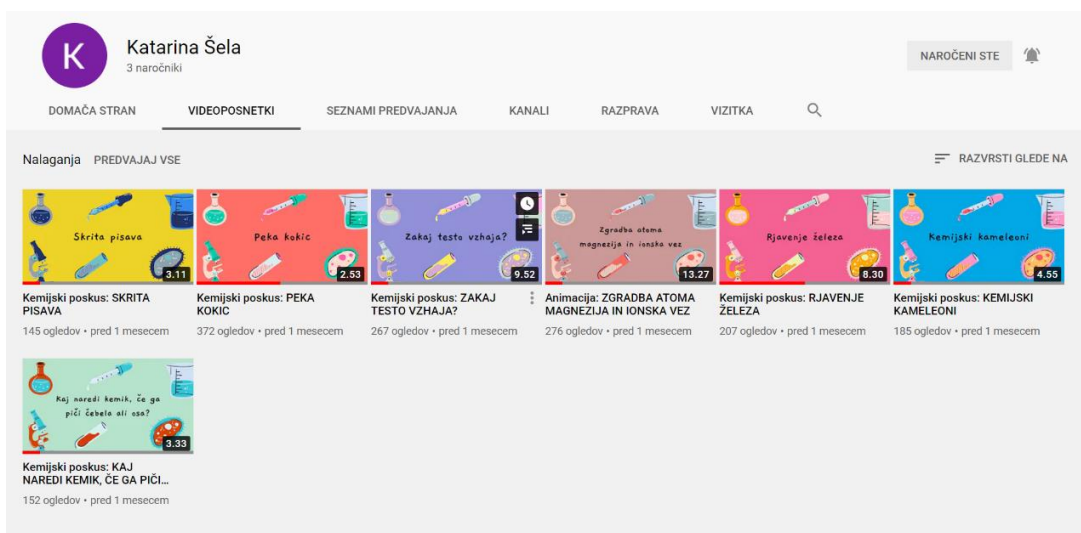 K
Katarina Šela
3 naročniki
NAROČENI STE
DOMAČA STRAN VIDEOPOSNETKI SEZNAMI PREDVAJANJA KANALI RAZPRAVA VIZITKA
Nalaganja PREDVAJAJ VSE
RAZVRSTI GLEDE NA
Skrita pisava
3.11
Kemijski poskus: SKRITA
PISAVA
145 ogledov • pred 1 mesecem
Peka kokic
2.53
Kemijski poskus: PEKA
KOKIC
372 ogledov • pred 1 mesecem
Zakaj testo vzhaja?
9.52
Kemijski poskus: ZAKAJ
TESTO VZHAJA?
267 ogledov • pred 1 mesecem
Zgradba atoma
magnezija in ionska vez
13.27
Animacija: ZGRADBA ATOMA
MAGNEZIJA IN IONSKA VEZ
276 ogledov • pred 1 mesecem
Rjavenje železa
8.30
Kemijski poskus: RJAVENJE
ŽELEZA
207 ogledov • pred 1 mesecem
Kemijski kameleoni
4.55
Kemijski poskus: KEMIJSKI
KAMELEONI
185 ogledov • pred 1 mesecem
Kaj naredi kemik, če ga
piči čebela ali osa?
3.33
Kemijski poskus: KAJ
NAREDI KEMIK, ČE GA PIČI...
152 ogledov • pred 1 mesecem